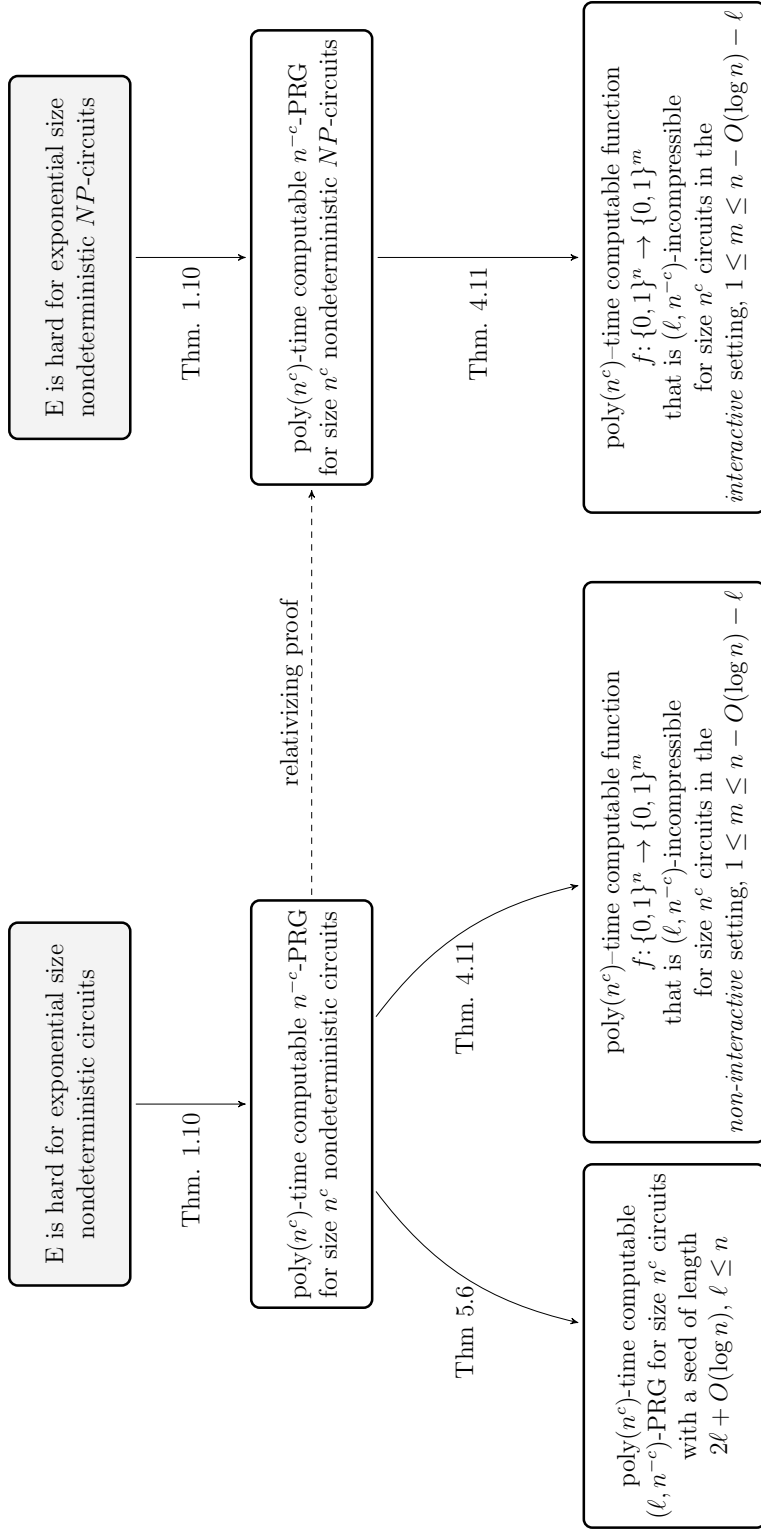 E is hard for exponential size
nondeterministic circuits
E is hard for exponential size
nondeterministic NP-circuits
Thm. 1.10
Thm. 1.10
poly(n^c)-time computable n^{-c}-PRG
for size n^c nondeterministic circuits
relativizing proof
poly(n^c)-time computable n^{-c}-PRG
for size n^c nondeterministic NP-circuits
Thm 5.6
Thm. 4.11
Thm. 4.11
poly(n^c)-time computable
(ℓ, n^{-c})-PRG for size n^c circuits
with a seed of length
2ℓ + O(log n), ℓ ≤ n
poly(n^c)–time computable function
f: {0, 1}^n → {0, 1}^m
that is (ℓ, n^{-c})-incompressible
for size n^c circuits in the
non-interactive setting, 1 ≤ m ≤ n − O(log n) − ℓ
poly(n^c)–time computable function
f: {0, 1}^n → {0, 1}^m
that is (ℓ, n^{-c})-incompressible
for size n^c circuits in the
interactive setting, 1 ≤ m ≤ n − O(log n) − ℓ